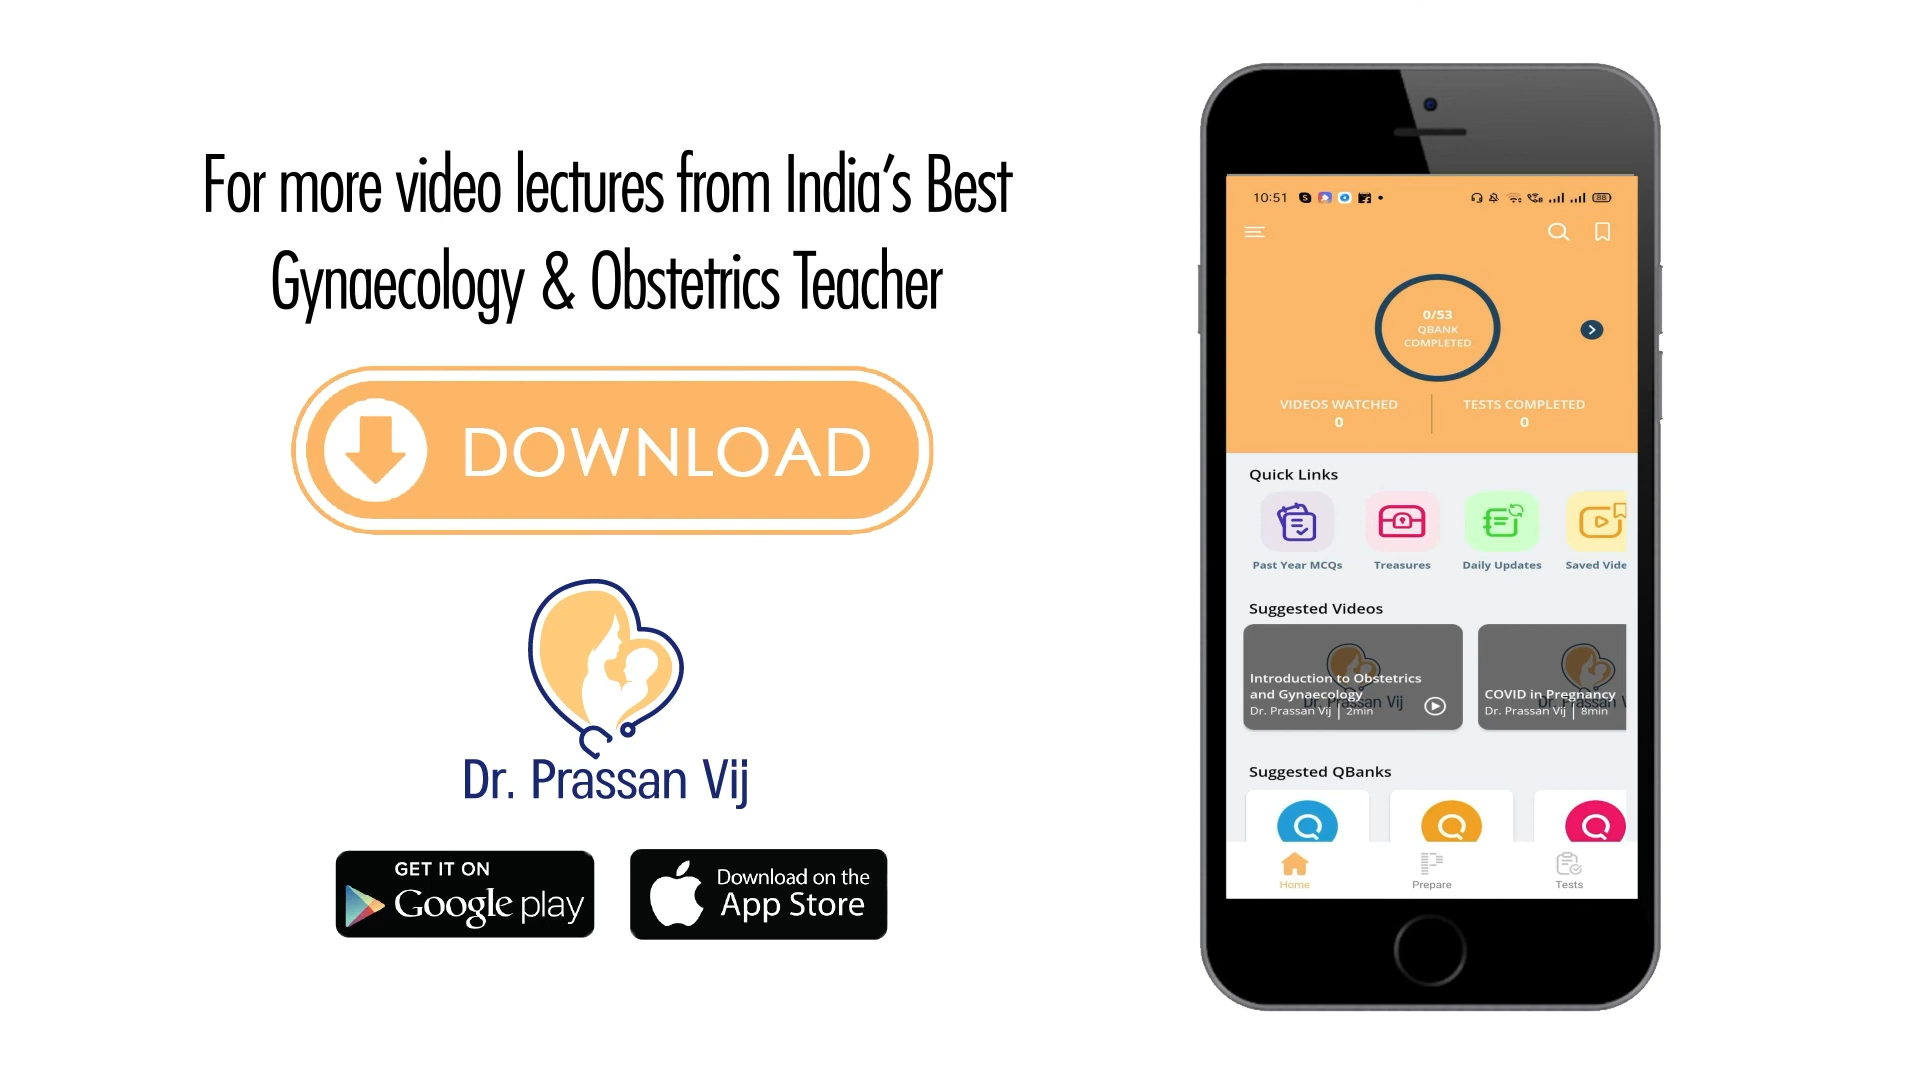 For more video lectures from India's Best
Gynaecology & Obstetrics Teacher
DOWNLOAD
Dr. Prassan Vij
GET IT ON
Google play
Download on the
App Store
10:51
88
0/53
QBANK
COMPLETED
VIDEOS WATCHED
0
TESTS COMPLETED
0
Quick Links
Past Year MCQs
Treasures
Daily Updates
Saved Vide
Suggested Videos
Introduction to Obstetrics
and Gynaecology
Dr. Prassan Vij | 2min
COVID in Pregnancy
Dr. Prassan Vij | 8min
Suggested QBanks
Home
Prepare
Tests